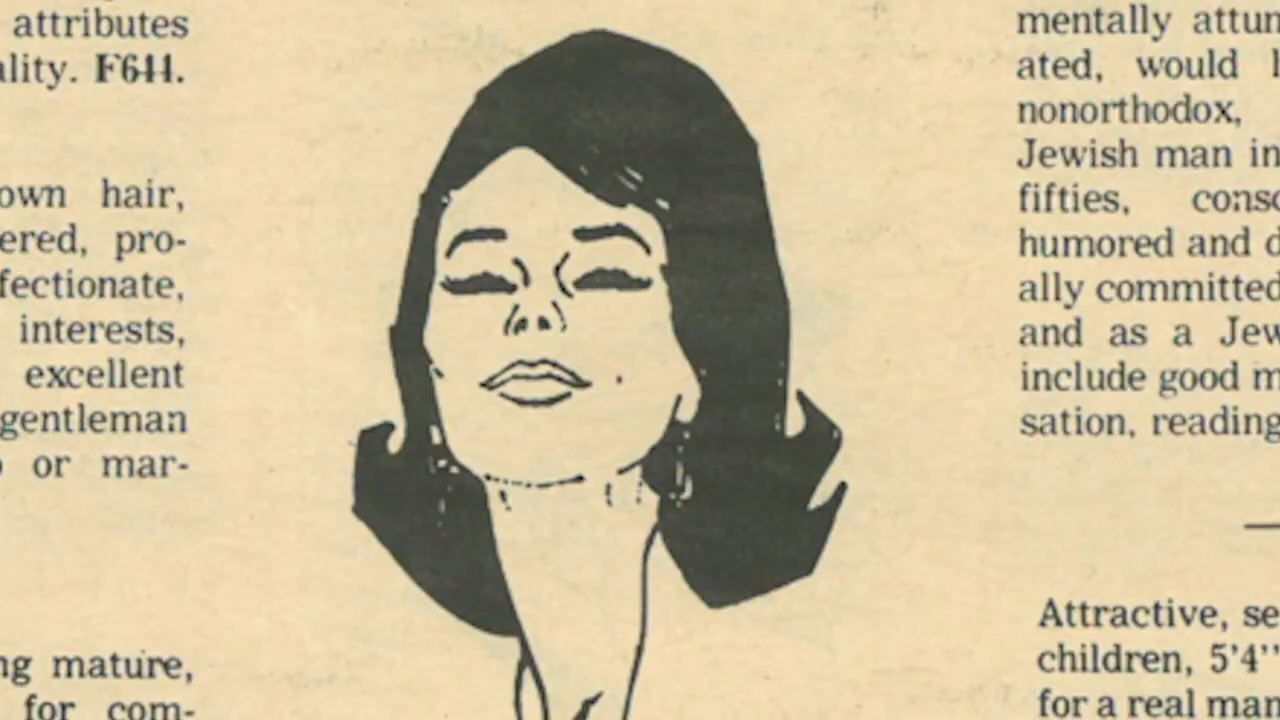 attributes
ality. F644.
own hair,
ered, pro-
fectionate,
interests,
excellent
gentleman
or mar-
ng mature,
for com-
mentally attun
ated, would
nonorthodox,
Jewish man in
fifties, consc
humored and d
ally committed
and as a Jew
include good m
sation, reading
Attractive, se
children, 5'4''
for a real man